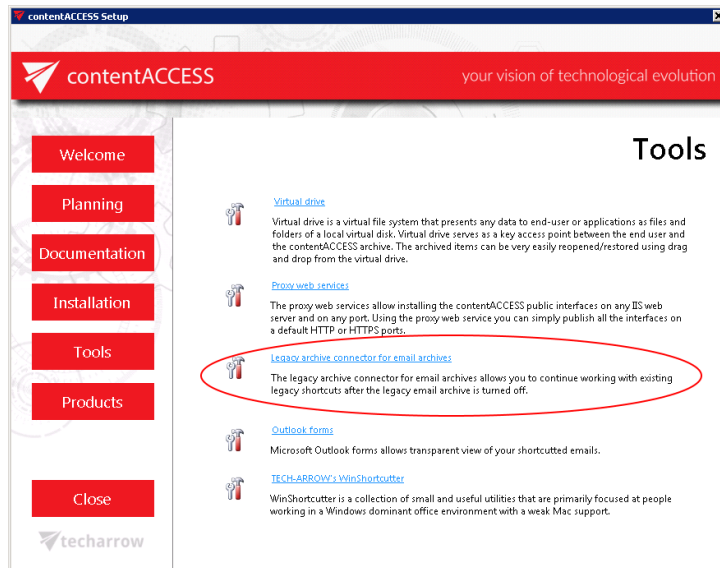 contentACCESS Setup
contentACCESS
your vision of technological evolution
Welcome
Planning
Documentation
Installation
Tools
Products
Close
techarrow
Tools
Virtual drive
Virtual drive is a virtual file system that presents any data to end-user or applications as files and
folders of a local virtual disk. Virtual drive serves as a key access point between the end user and
the contentACCESS archive. The archived items can be very easily reopened/restored using drag
and drop from the virtual drive.
Proxy web services
The proxy web services allow installing the contentACCESS public interfaces on any IIS web
server and on any port. Using the proxy web service you can simply publish all the interfaces on
a default HTTP or HTTPS ports.
Legacy archive connector for email archives
The legacy archive connector for email archives allows you to continue working with existing
legacy shortcuts after the legacy email archive is turned off.
Outlook forms
Microsoft Outlook forms allows transparent view of your shortcutted emails.
TECH-ARROW's WinShortcutter
WinShortcutter is a collection of small and useful utilities that are primarily focused at people
working in a Windows dominant office environment with a weak Mac support.